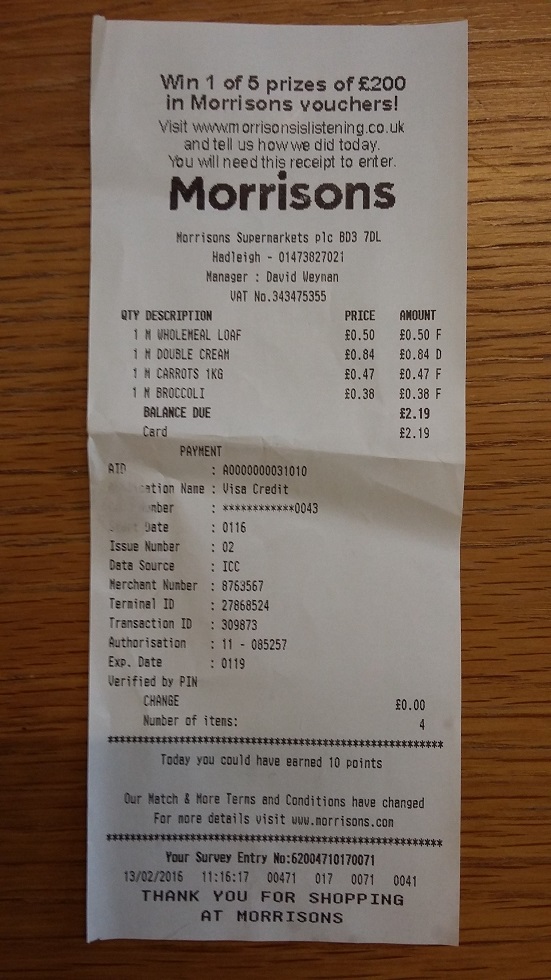 Win 1 of 5 prizes of £200
in Morrisons vouchers!
Visit www.morrisonsislistening.co.uk
and tell us how we did today.
You will need this receipt to enter.
Morrisons
Morrisons Supermarkets plc BD3 7DL
Hadleigh - 01473827021
Manager : David Weynan
VAT No.343475355
QTY DESCRIPTION PRICE AMOUNT
1 M WHOLEMEAL LOAF £0.50 £0.50 F
1 M DOUBLE CREAM £0.84 £0.84 D
1 M CARROTS 1KG £0.47 £0.47 F
1 M BROCCOLI £0.38 £0.38 F
BALANCE DUE £2.19
Card £2.19
PAYMENT
AID : A0000000031010
Name : Visa Credit
: ************0043
Date : 0116
Issue Number : 02
Data Source : ICC
Merchant Number : 8763567
Terminal ID : 27868524
Transaction ID : 309873
Authorisation : 11 - 085257
Exp. Date : 0119
Verified by PIN
CHANGE £0.00
Number of items: 4
*******************************************
Today you could have earned 10 points
Our Match & More Terms and Conditions have changed
For more details visit www.morrisons.com
*******************************************
Your Survey Entry No:62004710170071
13/02/2016 11:16:17 00471 017 0071 0041
THANK YOU FOR SHOPPING
AT MORRISONS